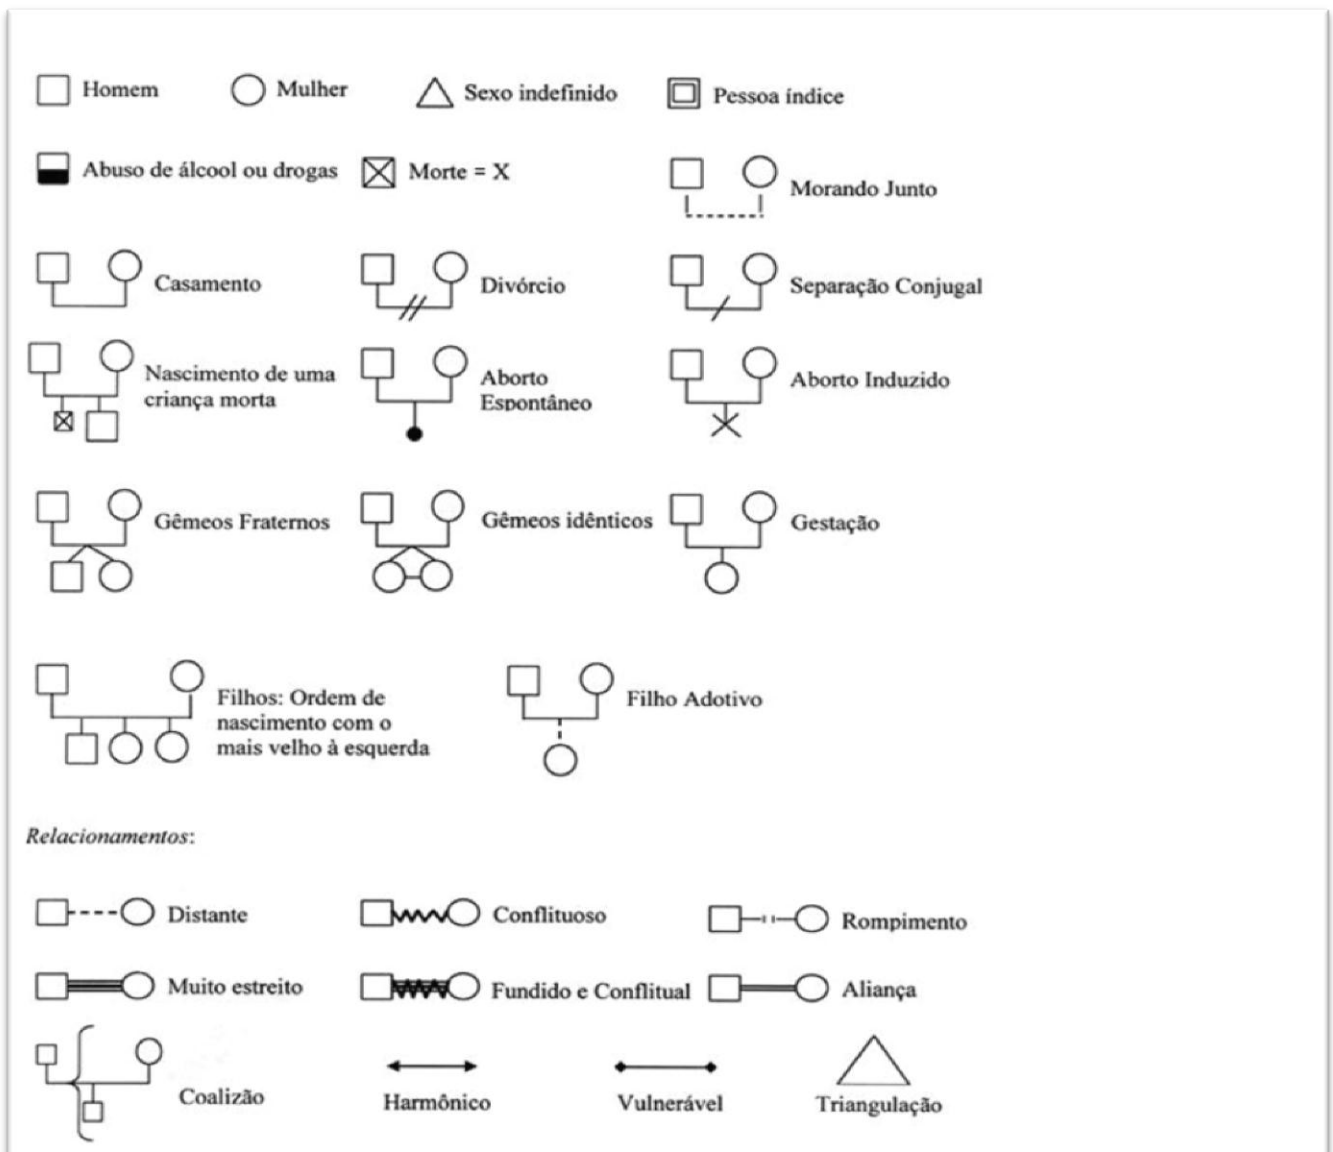 Homem
Mulher
Sexo indefinido
Pessoa índice
Abuso de álcool ou drogas
Morte = X
Morando Junto
Casamento
Divórcio
Separação Conjugal
Nascimento de uma
criança morta
Aborto
Espontâneo
Aborto Induzido
Gêmeos Fraternos
Gêmeos idênticos
Gestação
Filhos: Ordem de
nascimento com o
mais velho à esquerda
Filho Adotivo
Relacionamentos:
Distante
Conflituoso
Rompimento
Muito estreito
Fundido e Conflitual
Aliança
Coalizão
Harmônico
Vulnerável
Triangulação